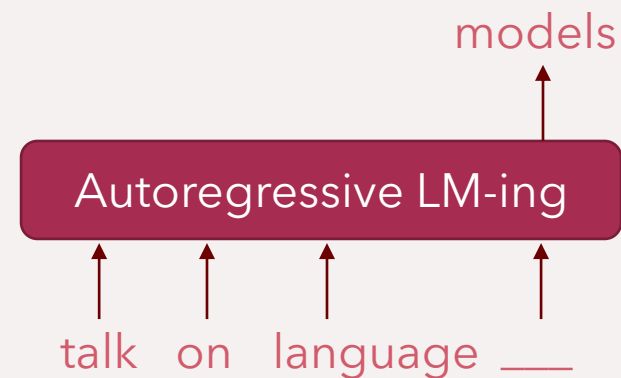 models
Autoregressive LM-ing
talk on language ___